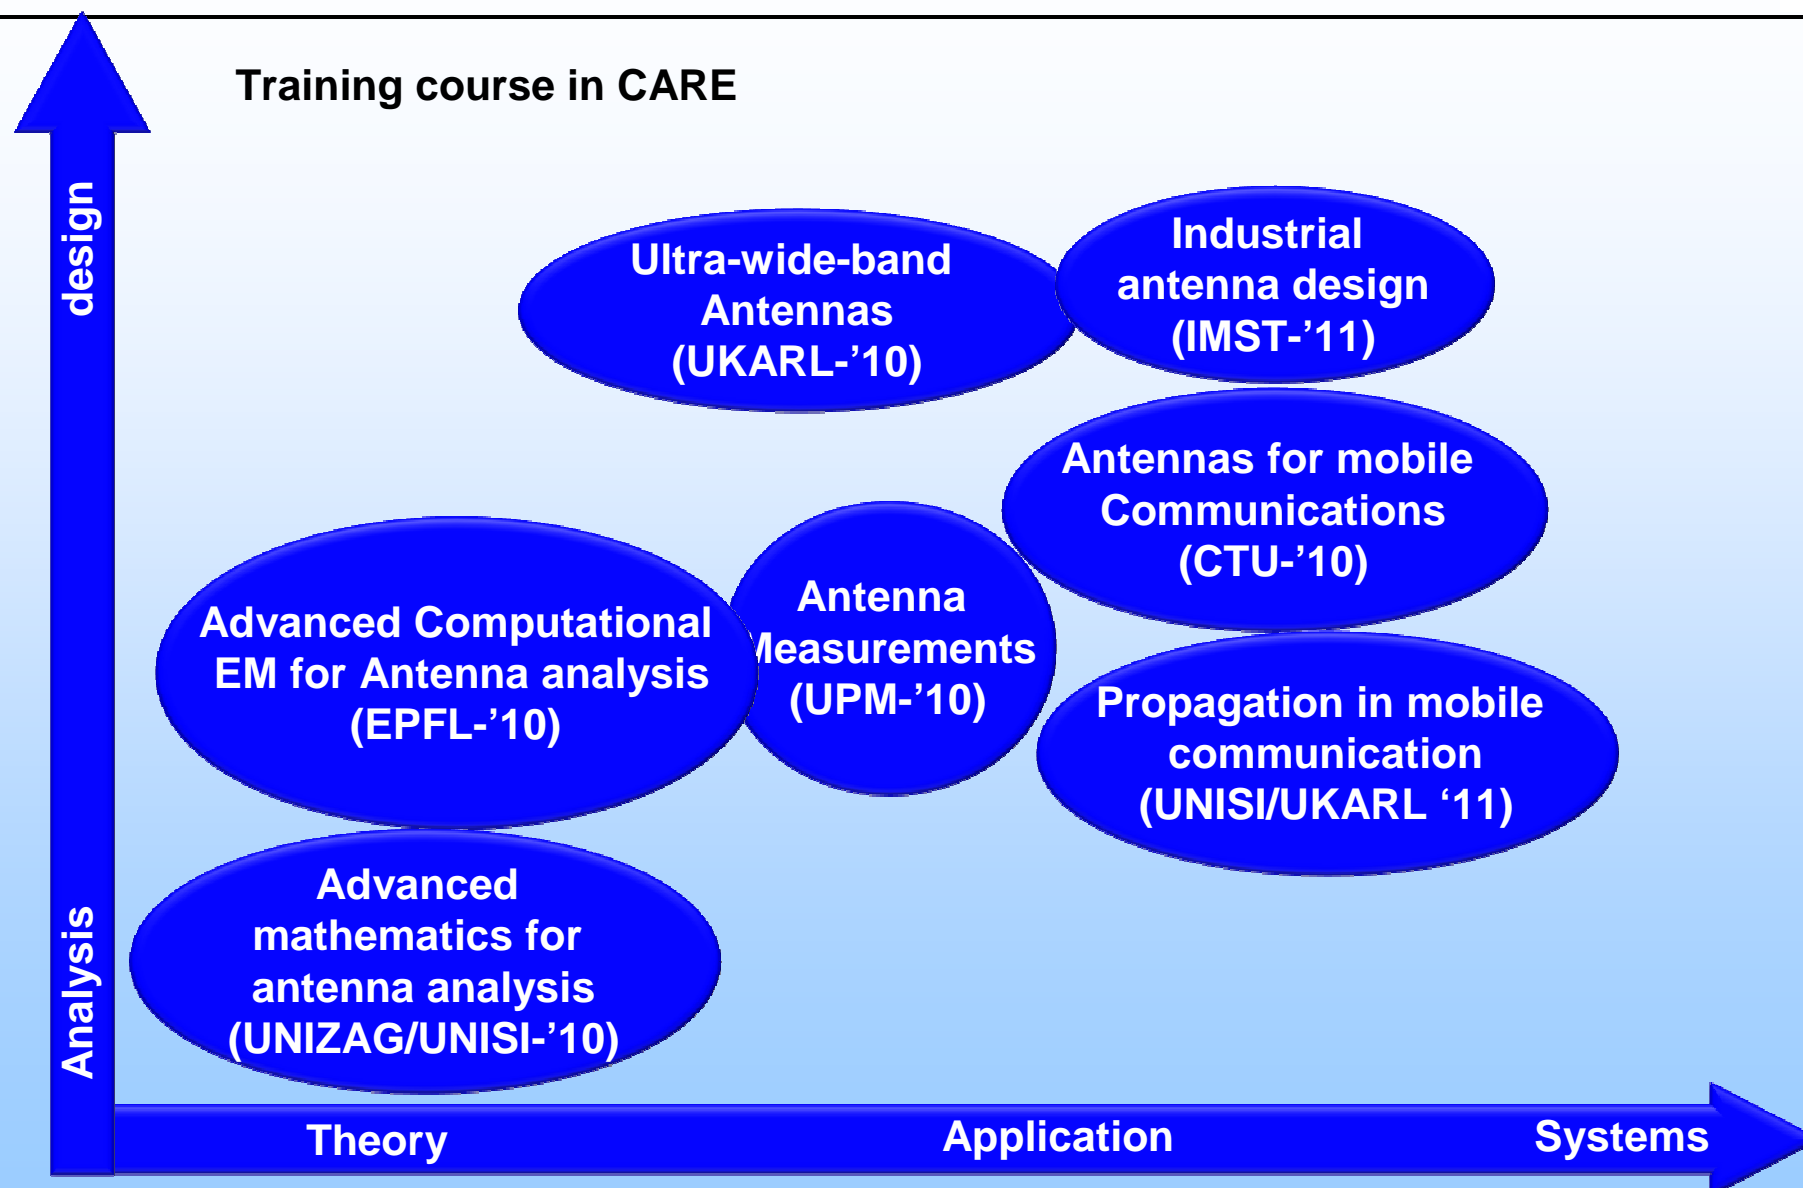 Training course in CARE
design
Ultra-wide-band
Antennas
(UKARL-’10)
Industrial
antenna design
(IMST-’11)
Antennas for mobile
Communications
(CTU-’10)
Advanced Computational
EM for Antenna analysis
(EPFL-’10)
Antenna
Measurements
(UPM-’10)
Propagation in mobile
communication
(UNISI/UKARL ‘11)
Advanced
mathematics for
antenna analysis
(UNIZAG/UNISI-’10)
Analysis
Theory
Application
Systems